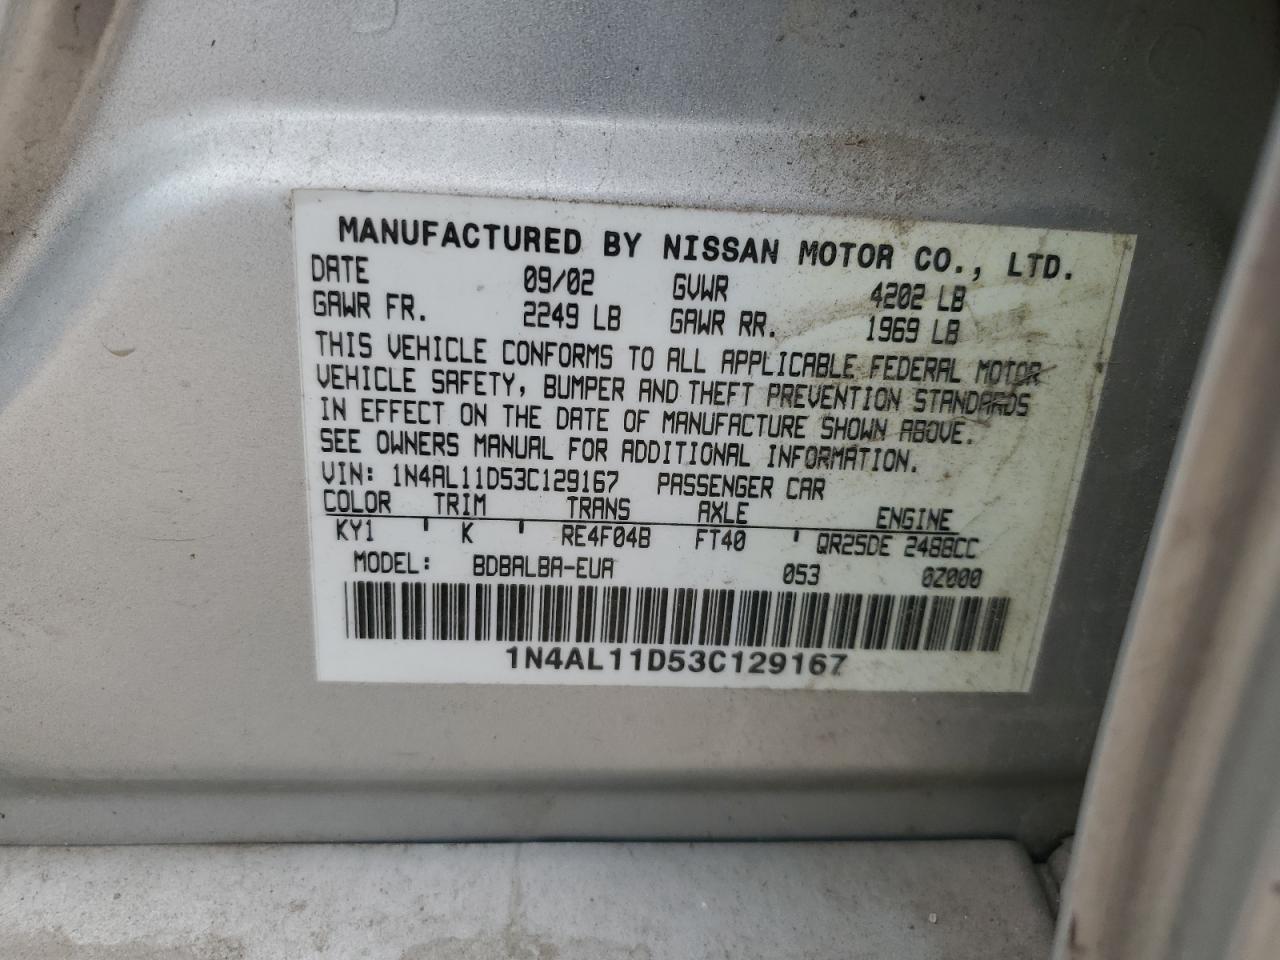 MANUFACTURED BY NISSAN MOTOR CO., LTD.
DATE 09/02 GVWR 4202 LB
GAWR FR. 2249 LB GAWR RR. 1969 LB
THIS VEHICLE CONFORMS TO ALL APPLICABLE FEDERAL MOTOR
VEHICLE SAFETY, BUMPER AND THEFT PREVENTION STANDARDS
IN EFFECT ON THE DATE OF MANUFACTURE SHOWN ABOVE.
SEE OWNERS MANUAL FOR ADDITIONAL INFORMATION.
VIN: 1N4AL11D53C129167 PASSENGER CAR
COLOR TRIM TRANS AXLE ENGINE
KY1 K RE4F04B FT40 QR25DE 2488CC
MODEL: BDBALBA-EUA 053 0Z000
1N4AL11D53C129167